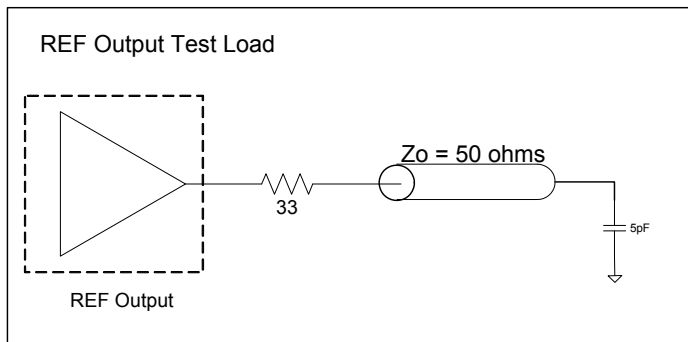 REF Output Test Load
Zo = 50 ohms
33
5pF
REF Output